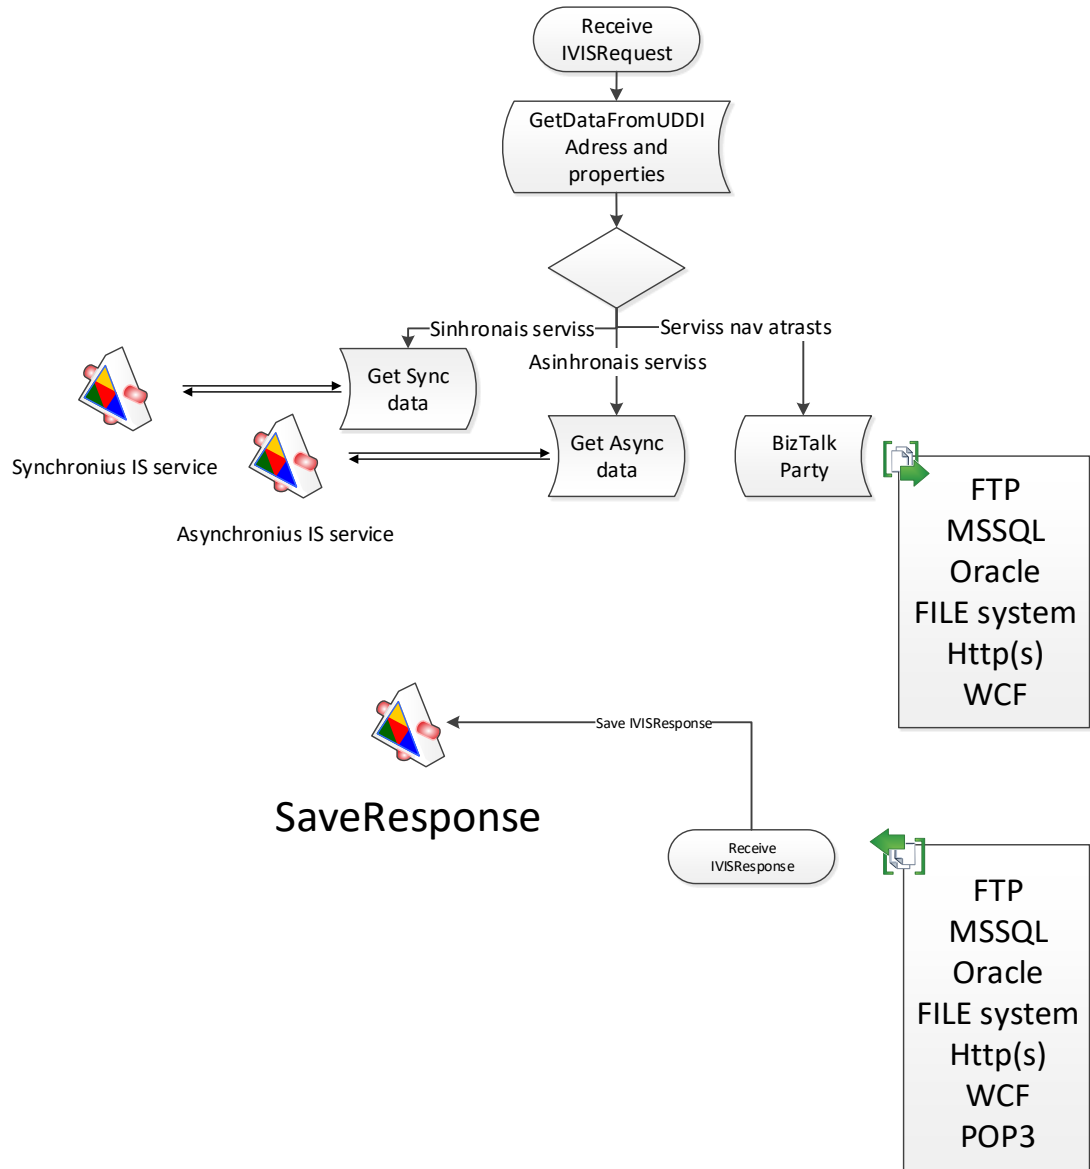 Receive
IVISRequest
GetDataFromUDDI
Adress and
properties
Sinhronais serviss
Serviss nav atrasts
Asinhronais serviss
Get Sync
data
Synchronius IS service
Get Async
data
BizTalk
Party
Asynchronius IS service
FTP
MSSQL
Oracle
FILE system
Http(s)
WCF
Save IVISResponse
SaveResponse
Receive
IVISResponse
FTP
MSSQL
Oracle
FILE system
Http(s)
WCF
POP3